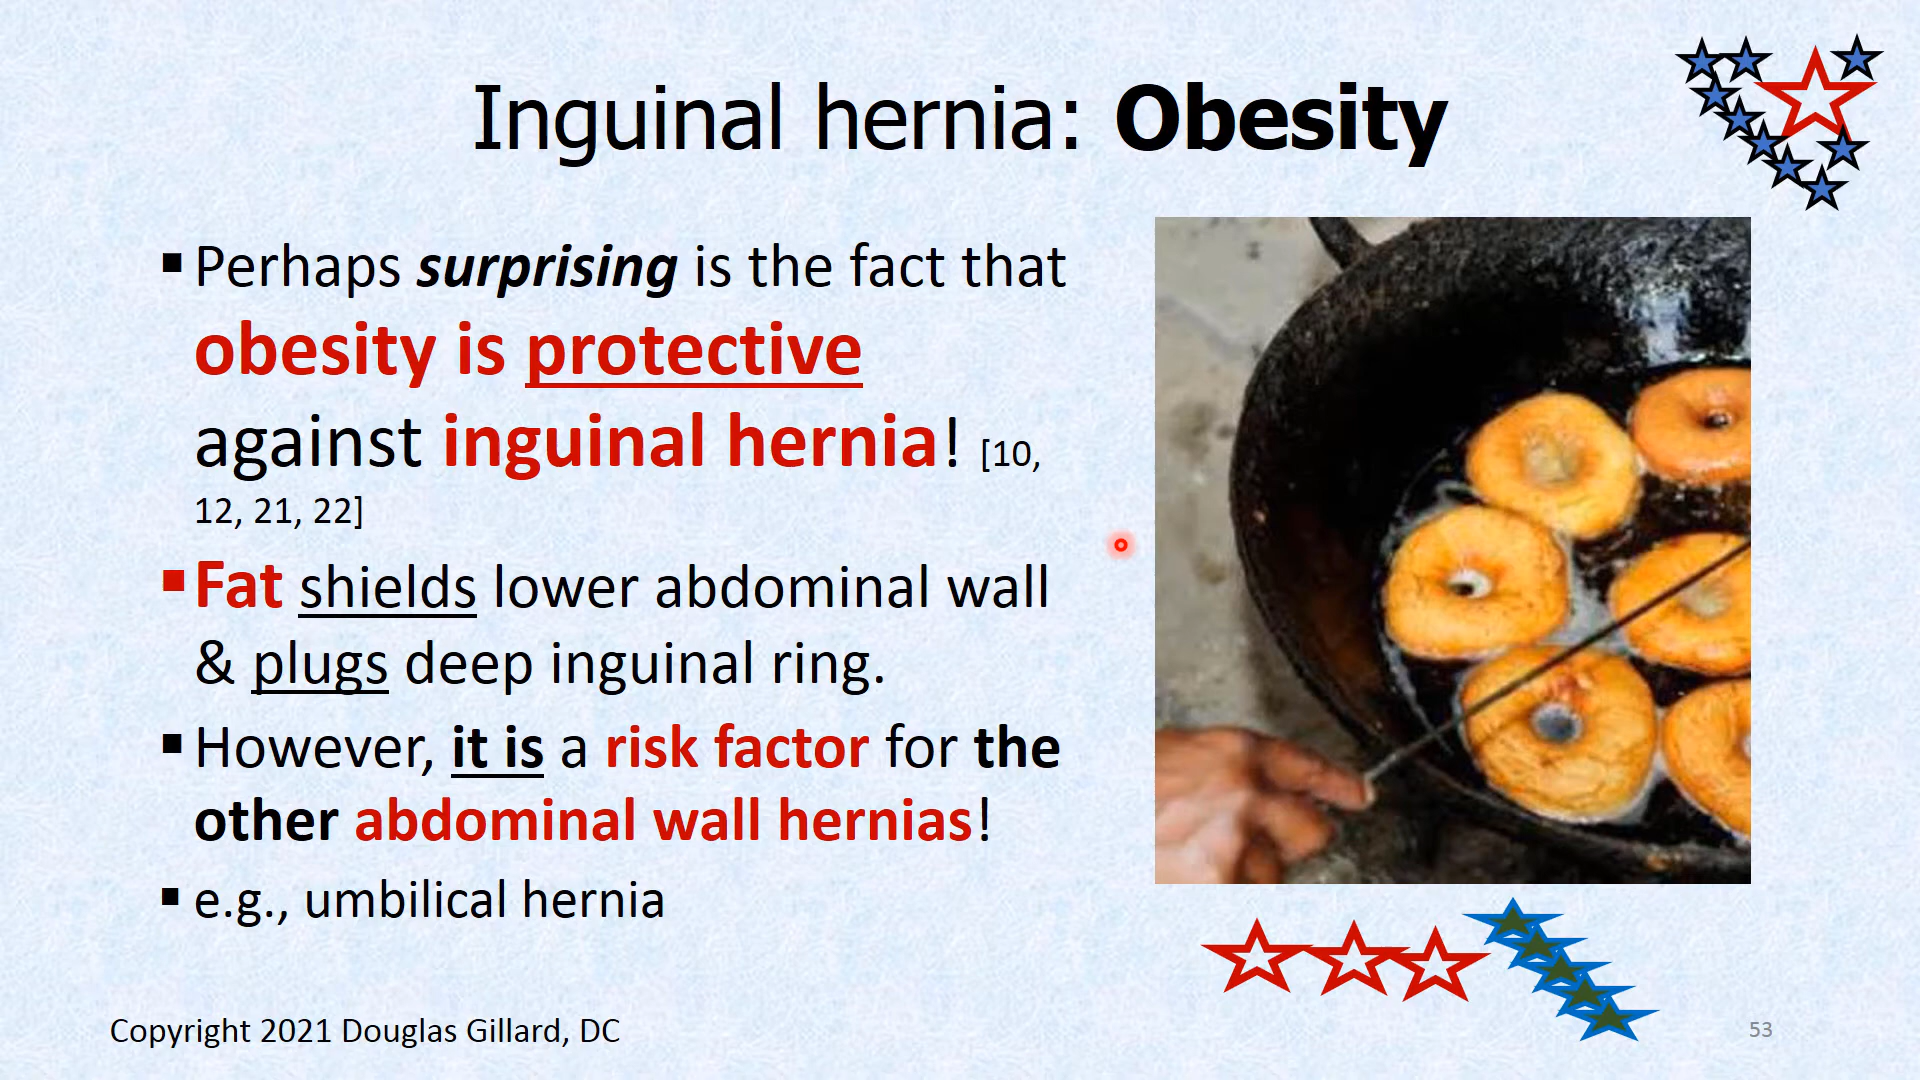 Inguinal hernia: Obesity
▪ Perhaps surprising is the fact that
obesity is protective
against inguinal hernia! [10,
12, 21, 22]
▪ Fat shields lower abdominal wall
& plugs deep inguinal ring.
▪ However, it is a risk factor for the
other abdominal wall hernias!
▪ e.g., umbilical hernia
Copyright 2021 Douglas Gillard, DC
53